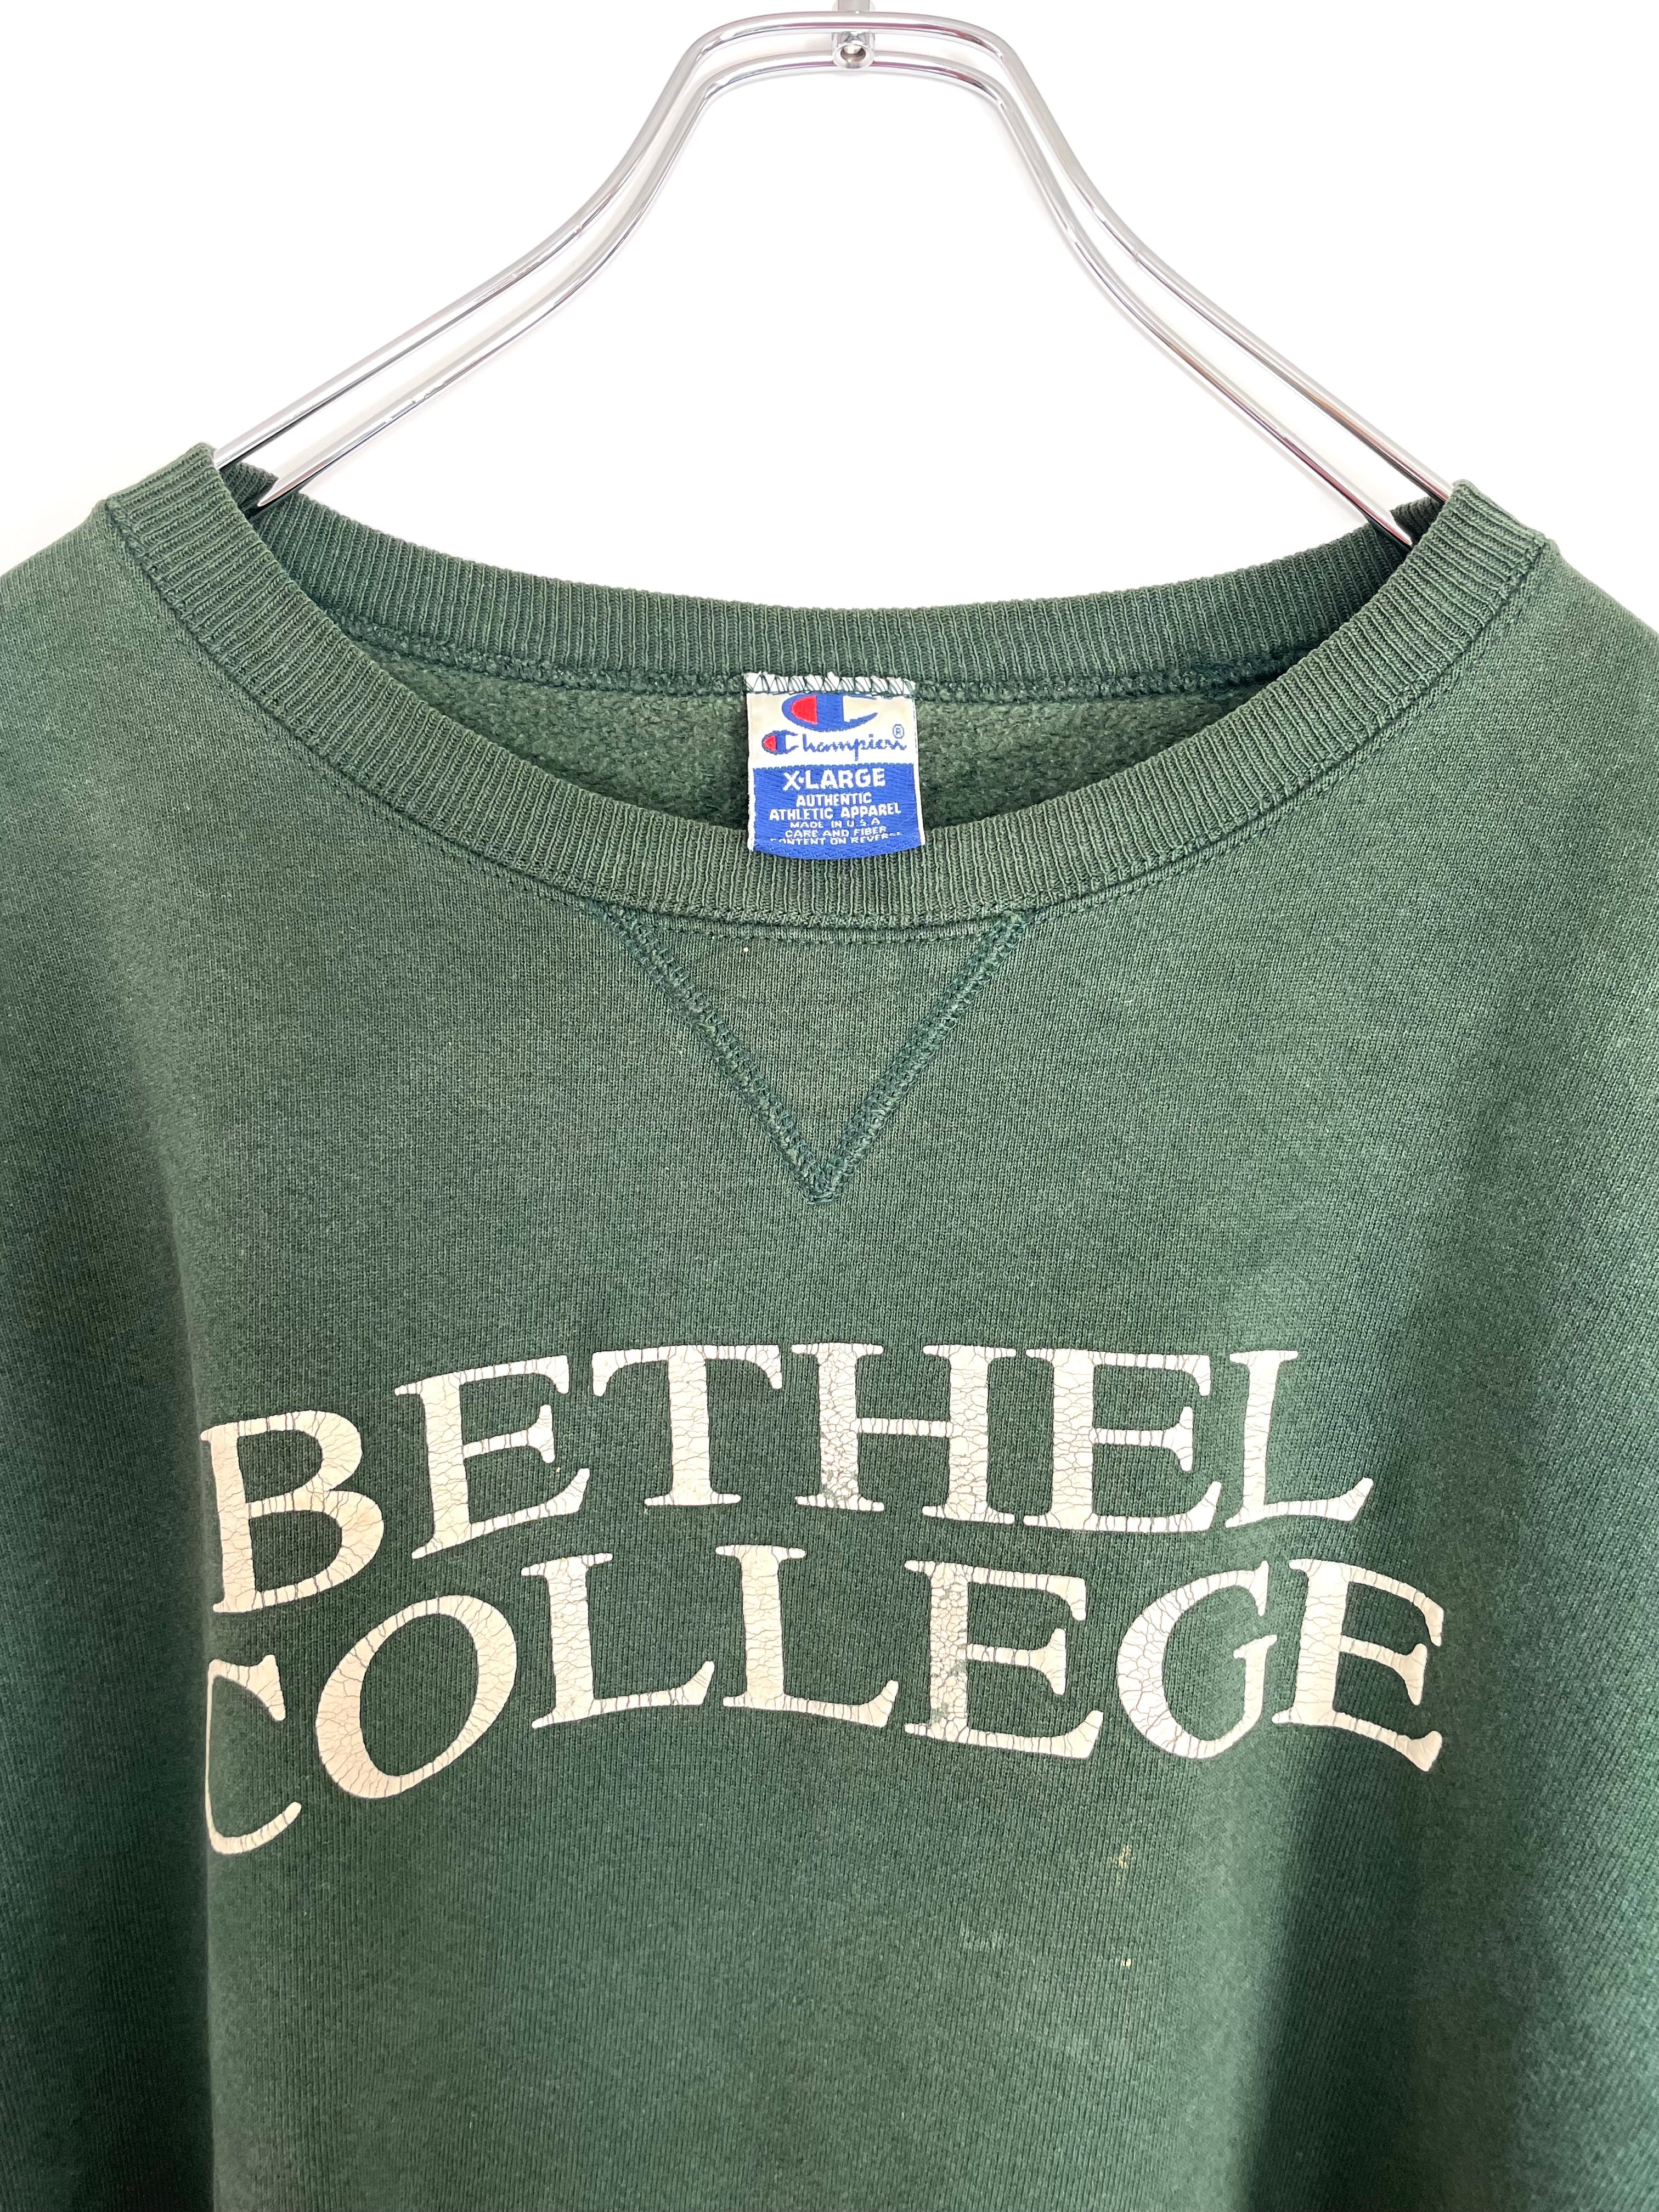 Champion®
X-LARGE
AUTHENTIC
ATHLETIC APPAREL
MADE IN U S A
CARE AND FIBER
CONTENT ON REVERSE
BETHEL
COLLEGE